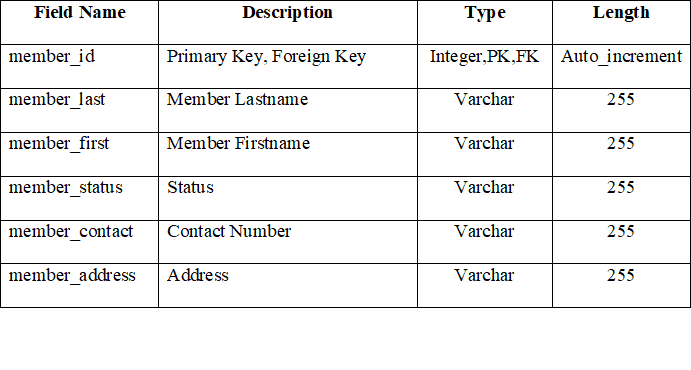 Field Name Description Type Length
member_id Primary Key, Foreign Key Integer,PK,FK Auto_increment
member_last Member Lastname Varchar 255
member_first Member Firstname Varchar 255
member_status Status Varchar 255
member_contact Contact Number Varchar 255
member_address Address Varchar 255